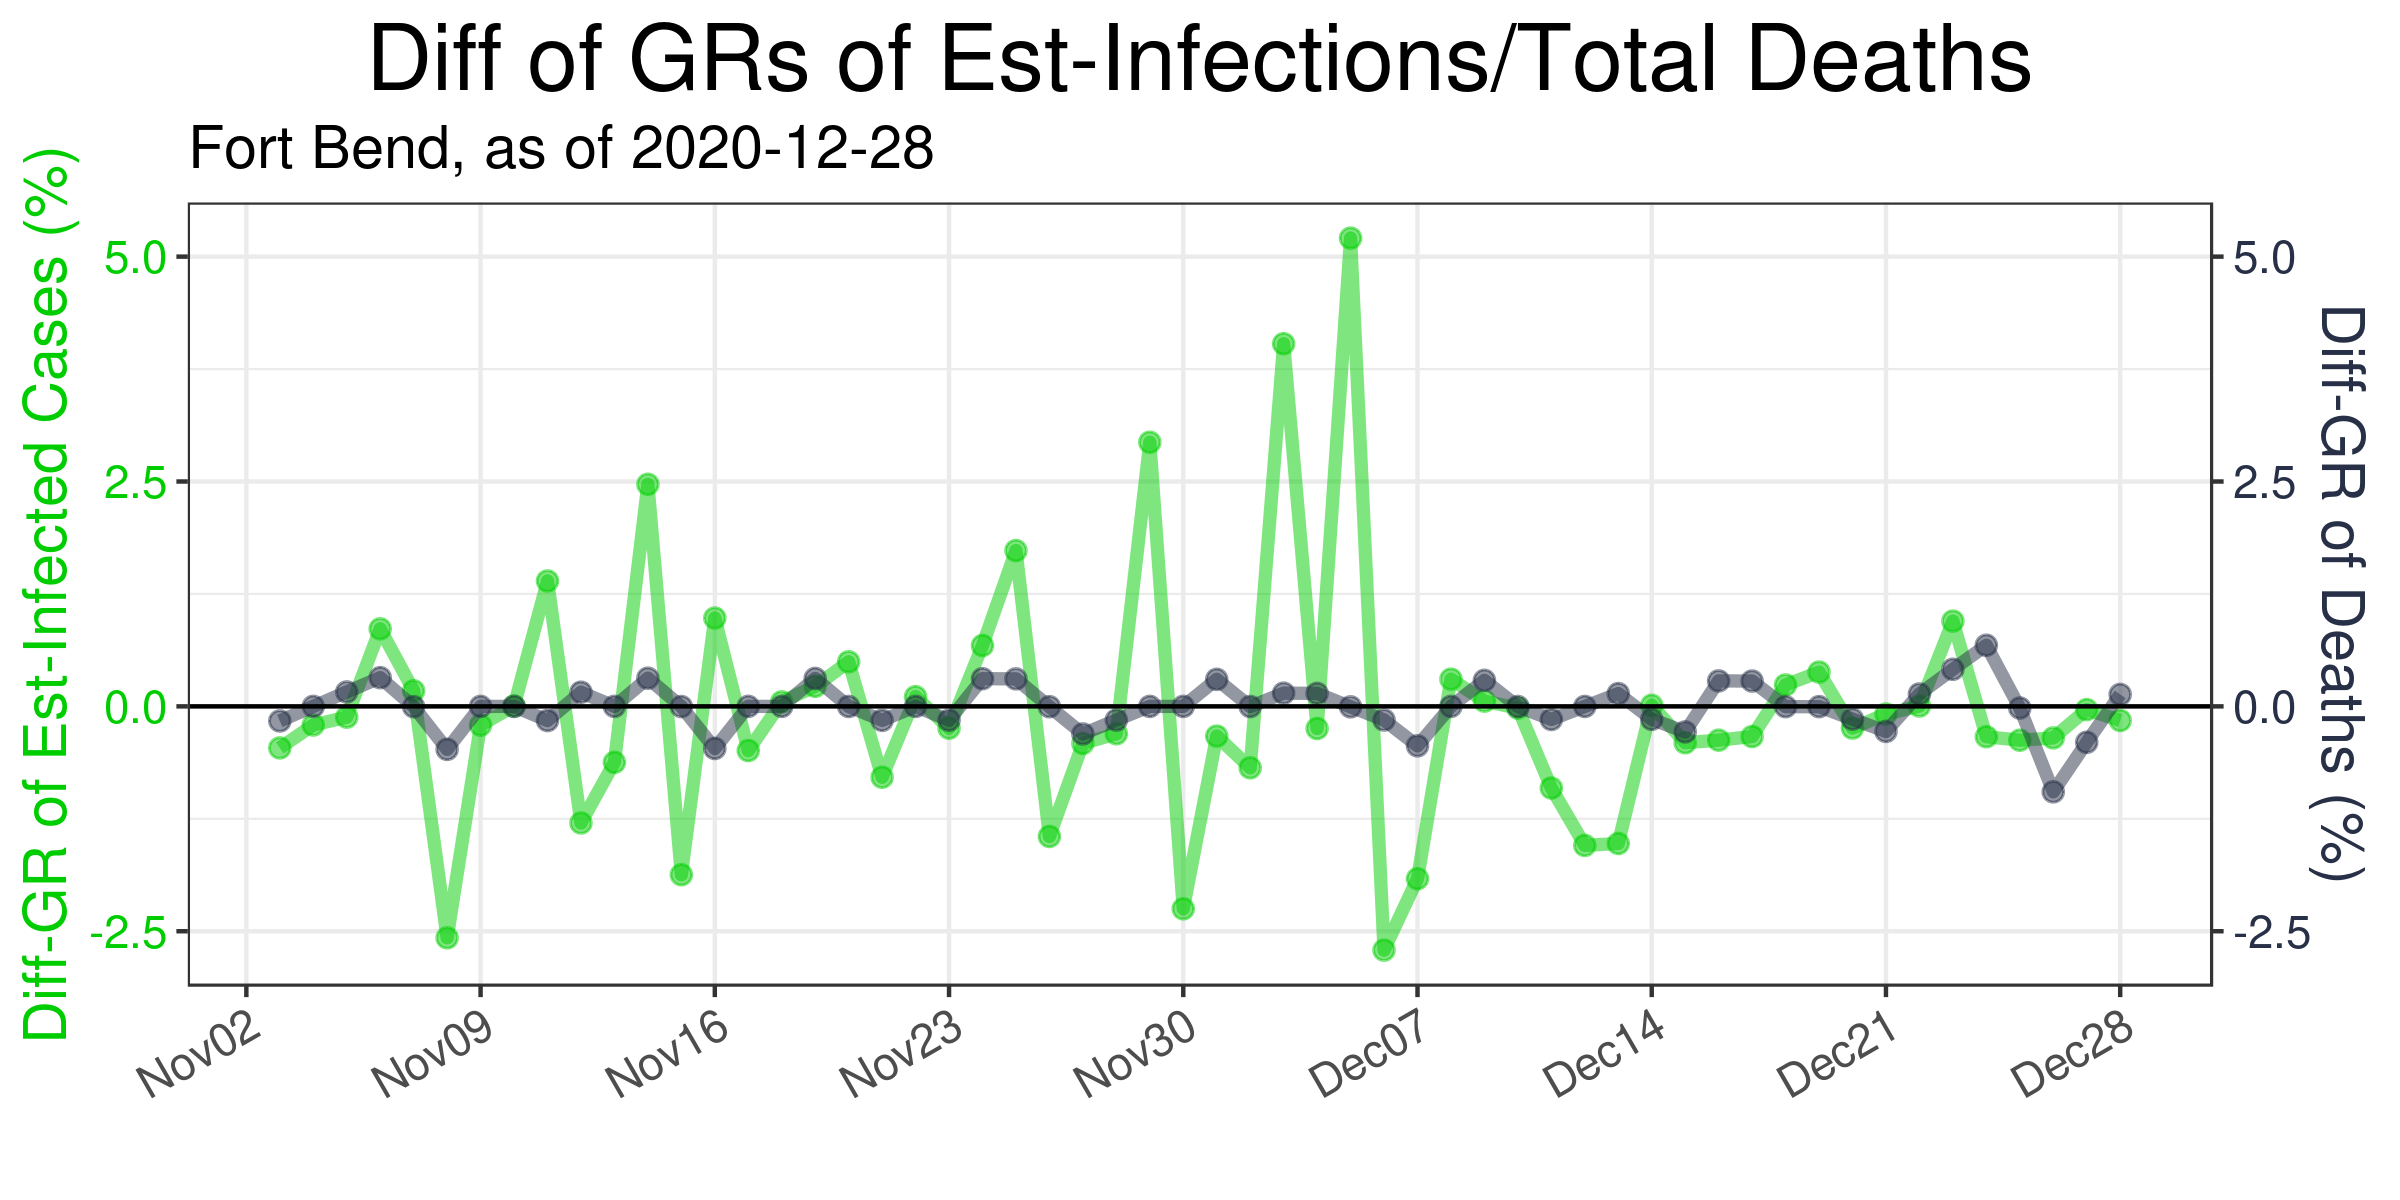 Diff of GRs of Est-Infections/Total Deaths
Fort Bend, as of 2020-12-28
Diff-GR of Est-Infected Cases (%)
5.0
2.5
0.0
-2.5
5.0
2.5
0.0
-2.5
Diff-GR of Deaths (%)
Nov02 Nov09 Nov16 Nov23 Nov30 Dec07 Dec14 Dec21 Dec28